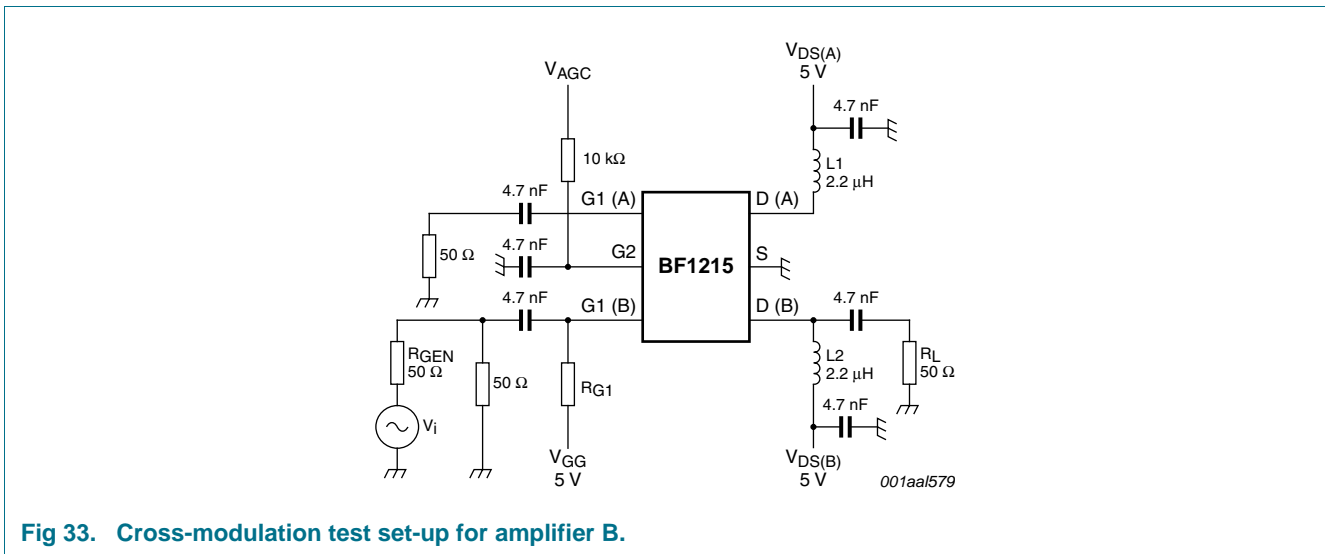 VAGC
VDS(A)
5 V
4.7 nF
10 kΩ
L1
2.2 μH
4.7 nF
G1 (A)
D (A)
50 Ω
4.7 nF
G2
BF1215
S
4.7 nF
G1 (B)
D (B)
4.7 nF
RGEN
50 Ω
50 Ω
RG1
L2
2.2 μH
RL
50 Ω
4.7 nF
Vi
VGG
5 V
VDS(B)
5 V
001aal579
Fig 33. Cross-modulation test set-up for amplifier B.